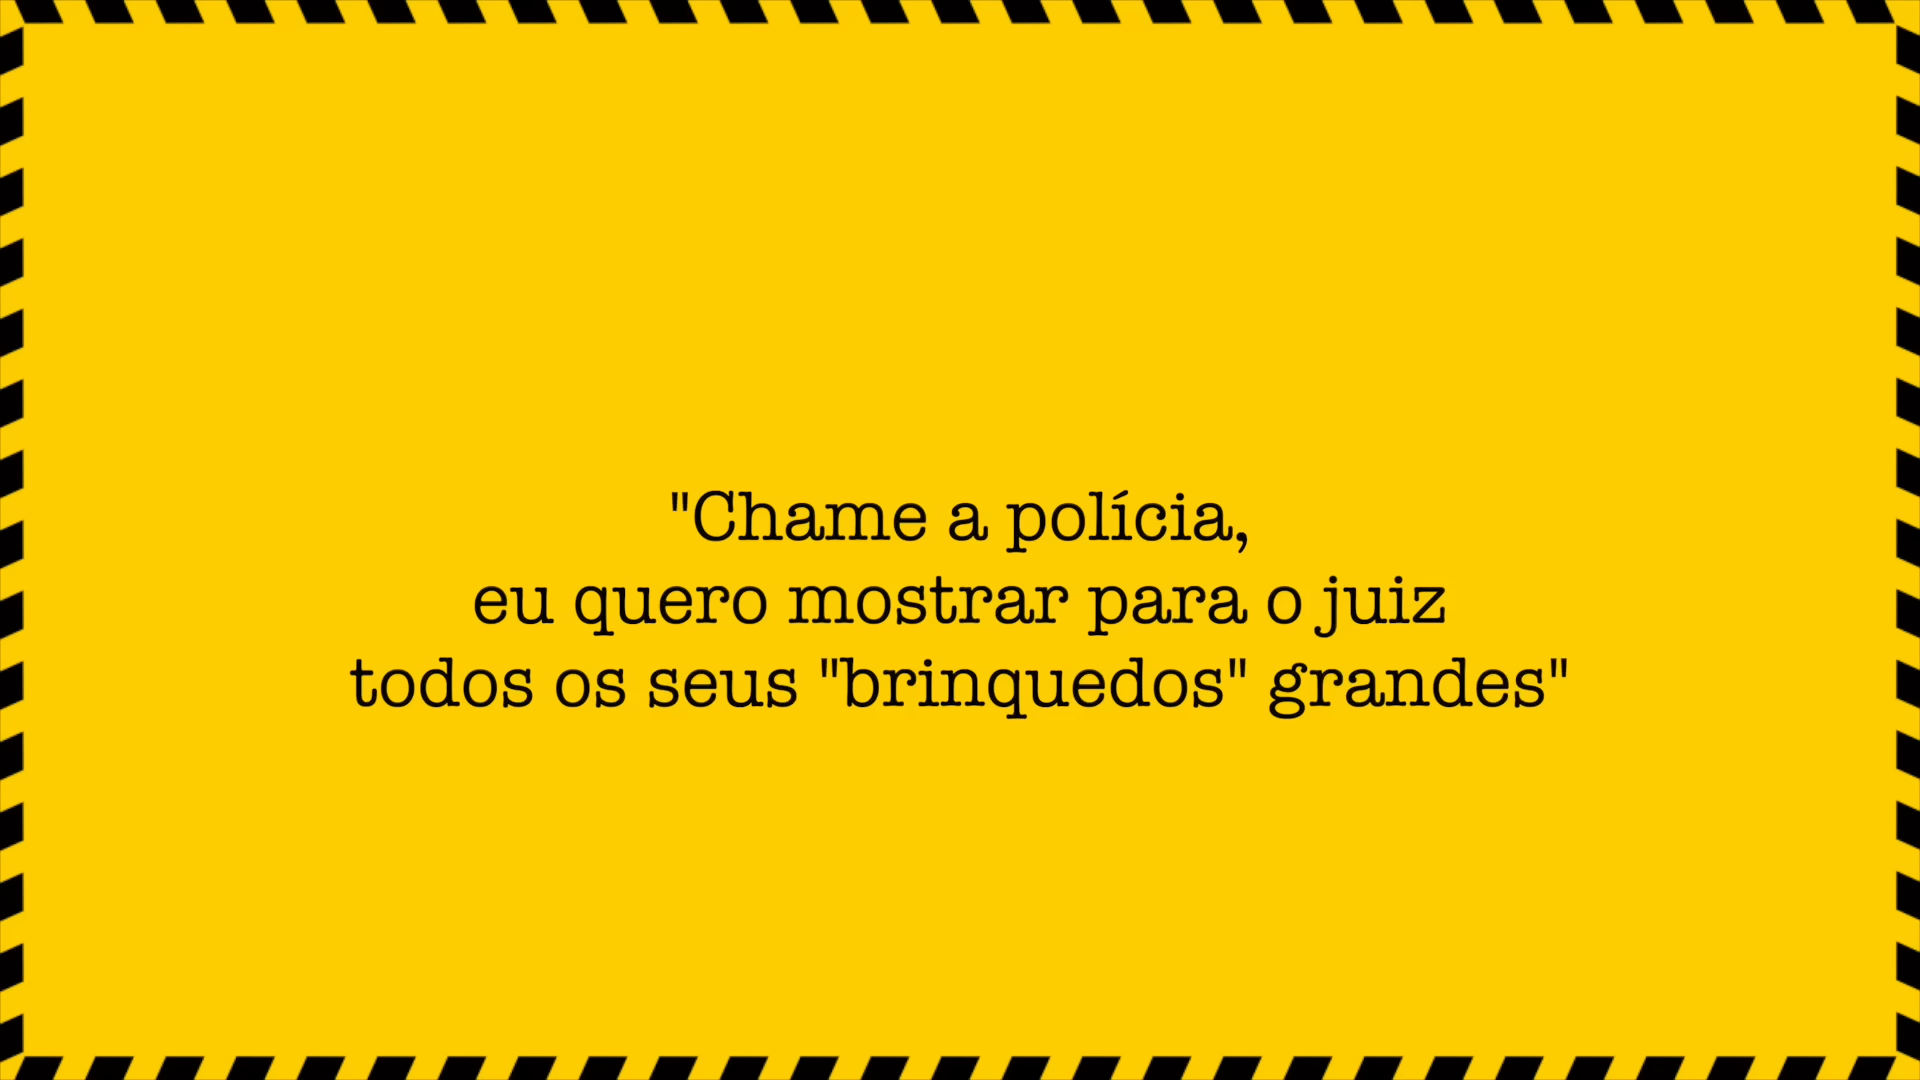 "Chame a polícia,
eu quero mostrar para o juiz
todos os seus "brinquedos" grandes"